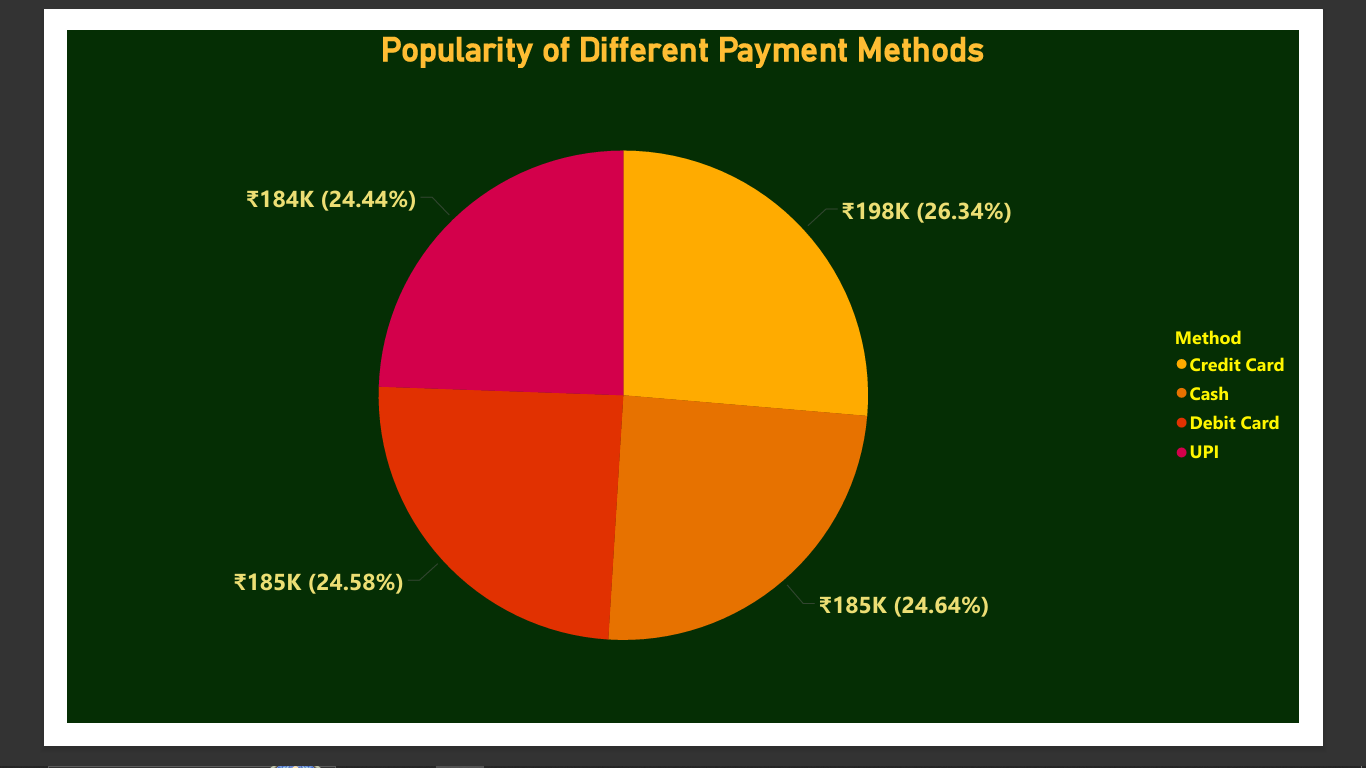 Popularity of Different Payment Methods
₹184K (24.44%)
₹198K (26.34%)
Method
Credit Card
Cash
Debit Card
UPI
₹185K (24.58%)
₹185K (24.64%)